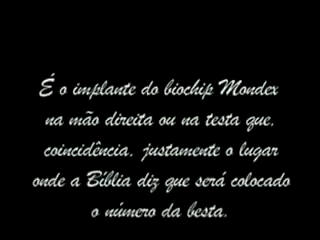 É o implante do biochip Mondex
na mão direita ou na testa que,
coincidência, justamente o lugar
onde a Bíblia diz que será colocado
o número da besta.